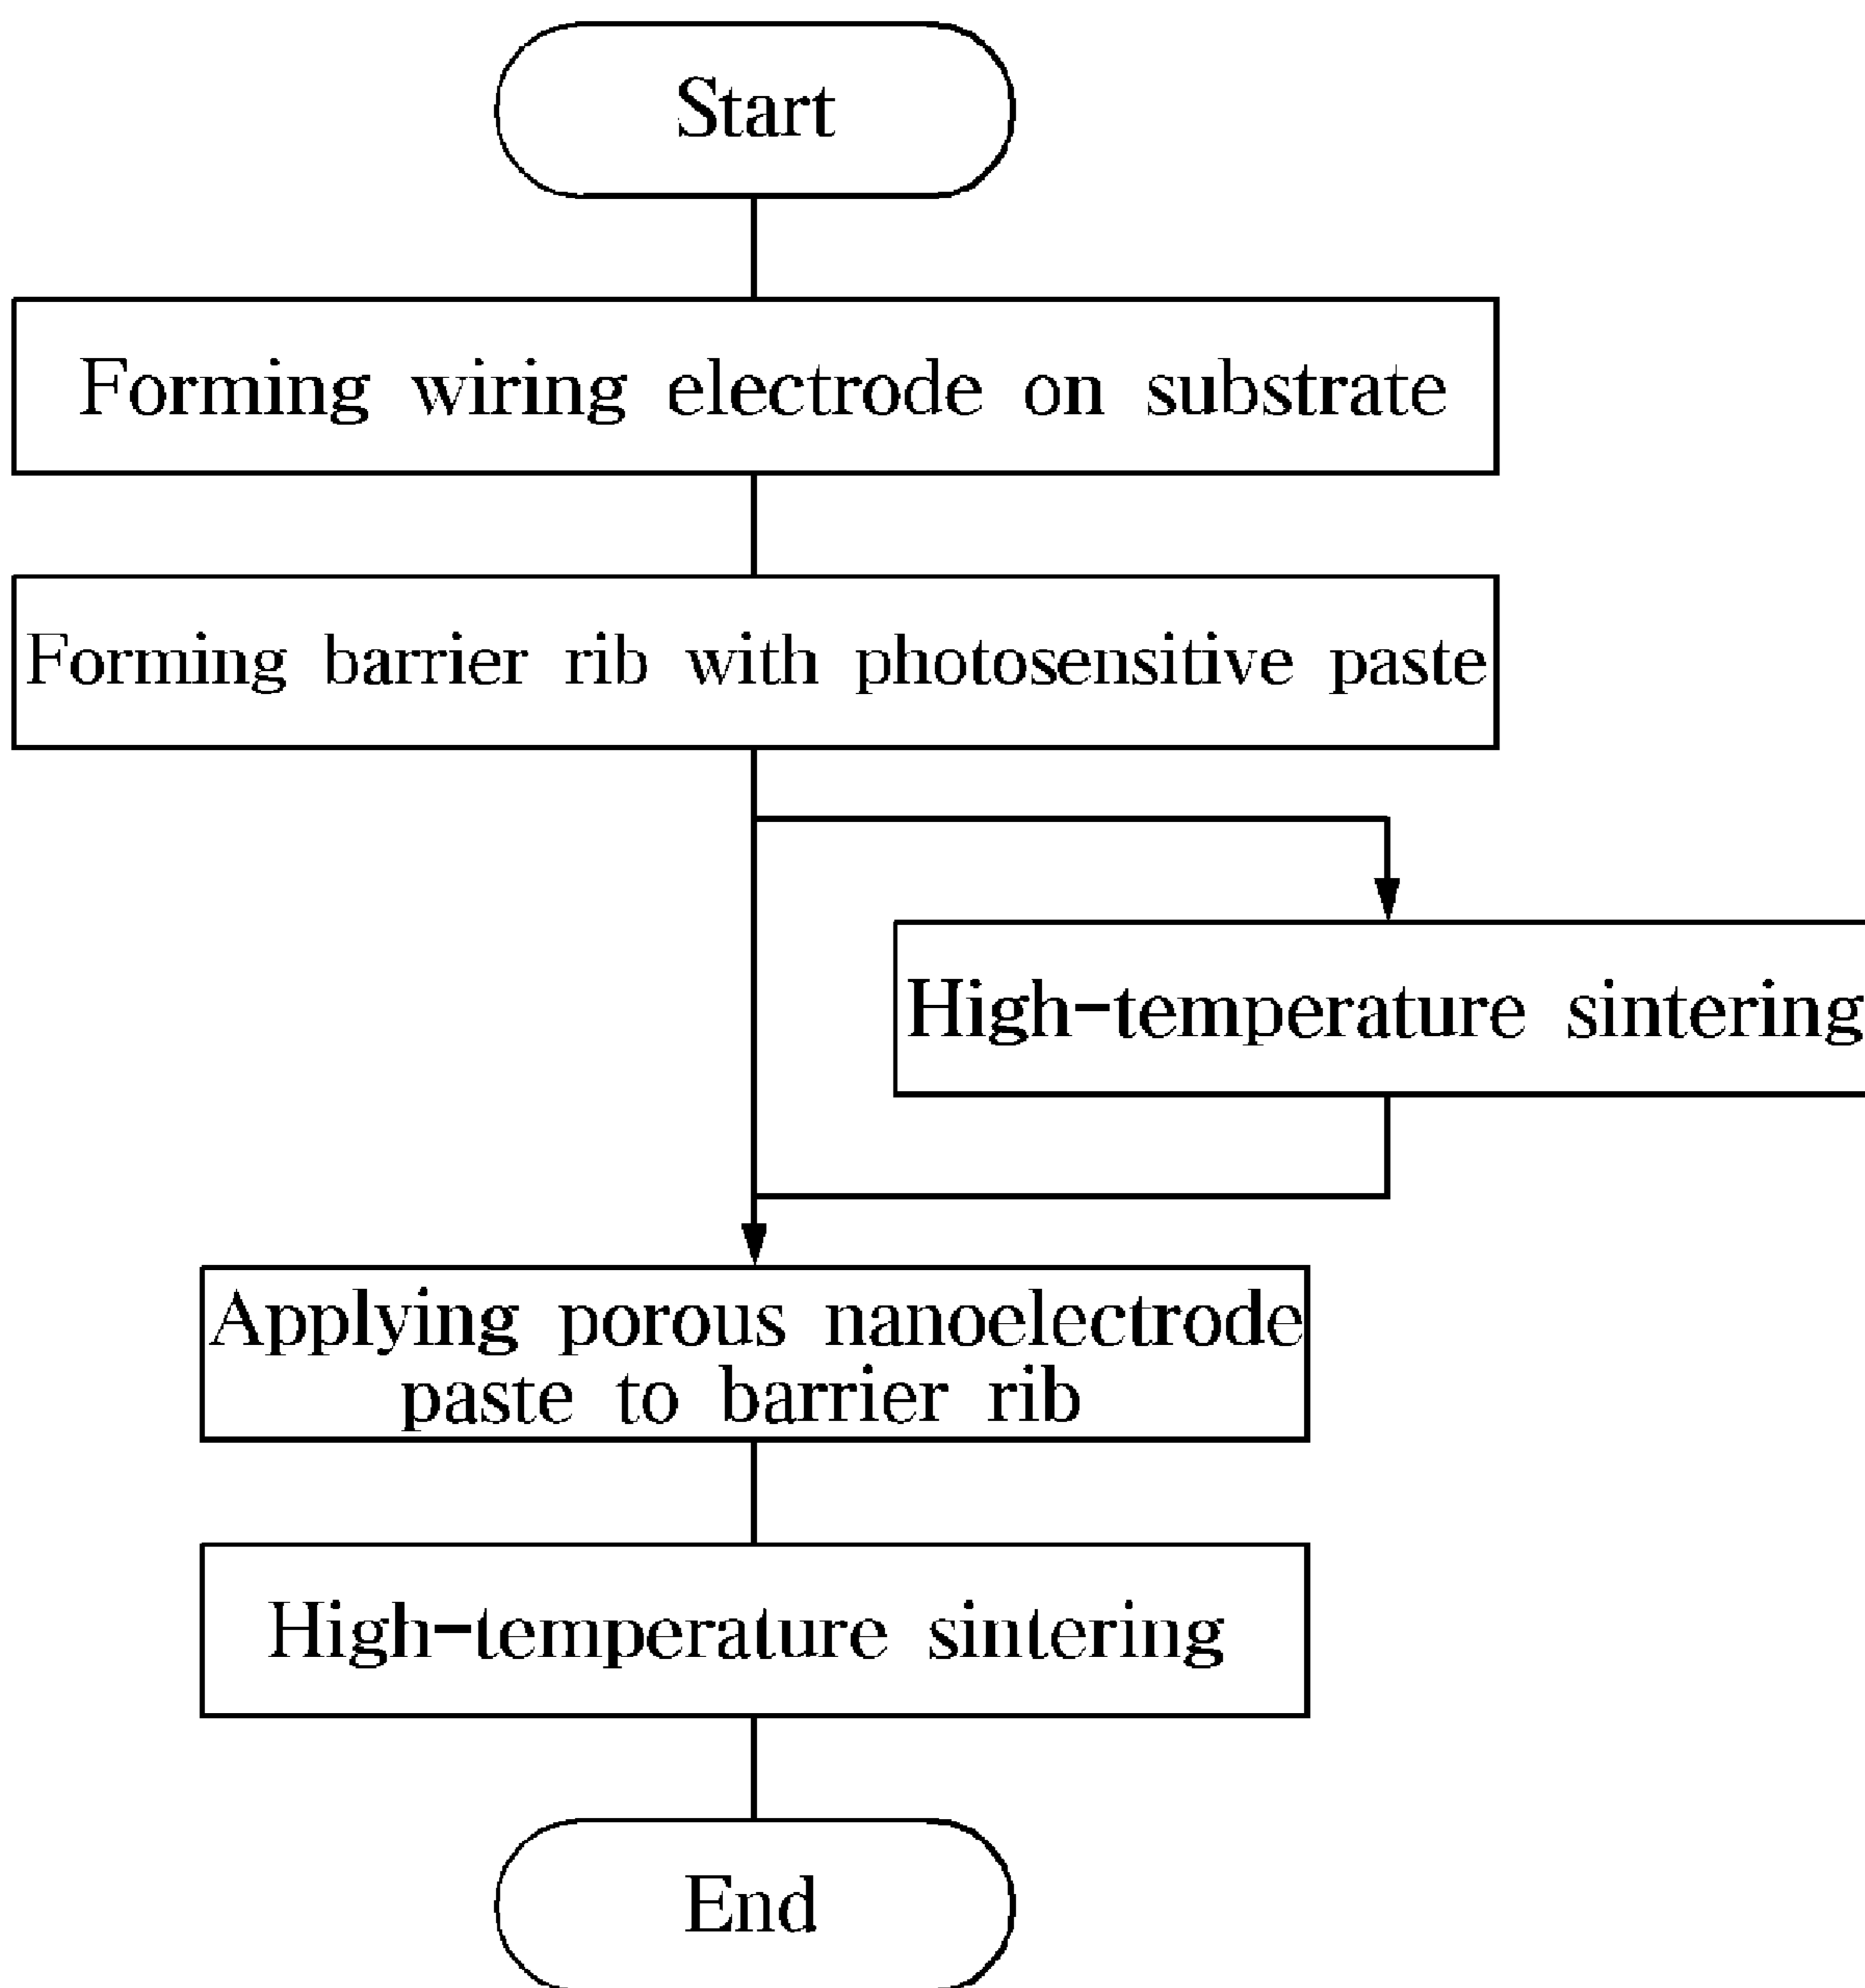 Start
Forming wiring electrode on substrate
Forming barrier rib with photosensitive paste
High-temperature sintering
Applying porous nanoelectrode
paste to barrier rib
High-temperature sintering
End